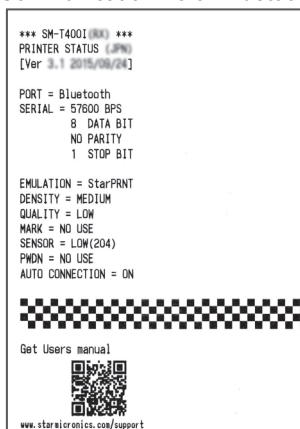 *** SM-T400I ***
PRINTER STATUS
[Ver 3.1 2015/09/24]
PORT = Bluetooth
SERIAL = 57600 BPS
8 DATA BIT
NO PARITY
1 STOP BIT
EMULATION = StarPRNT
DENSITY = MEDIUM
QUALITY = LOW
MARK = NO USE
SENSOR = LOW(204)
PWDN = NO USE
AUTO CONNECTION = ON
Get Users manual
www.starmicronics.com/support